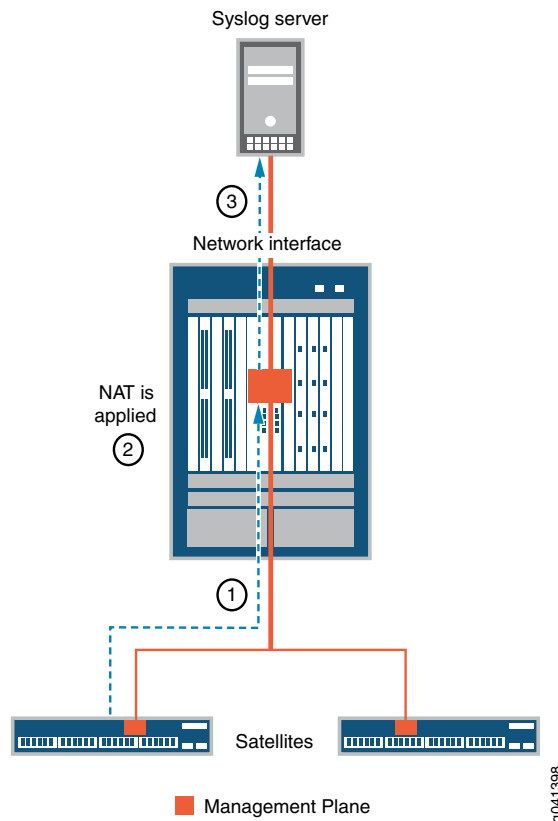 Syslog server
3
Network interface
NAT is
applied
2
1
Satellites
Management Plane
g041398